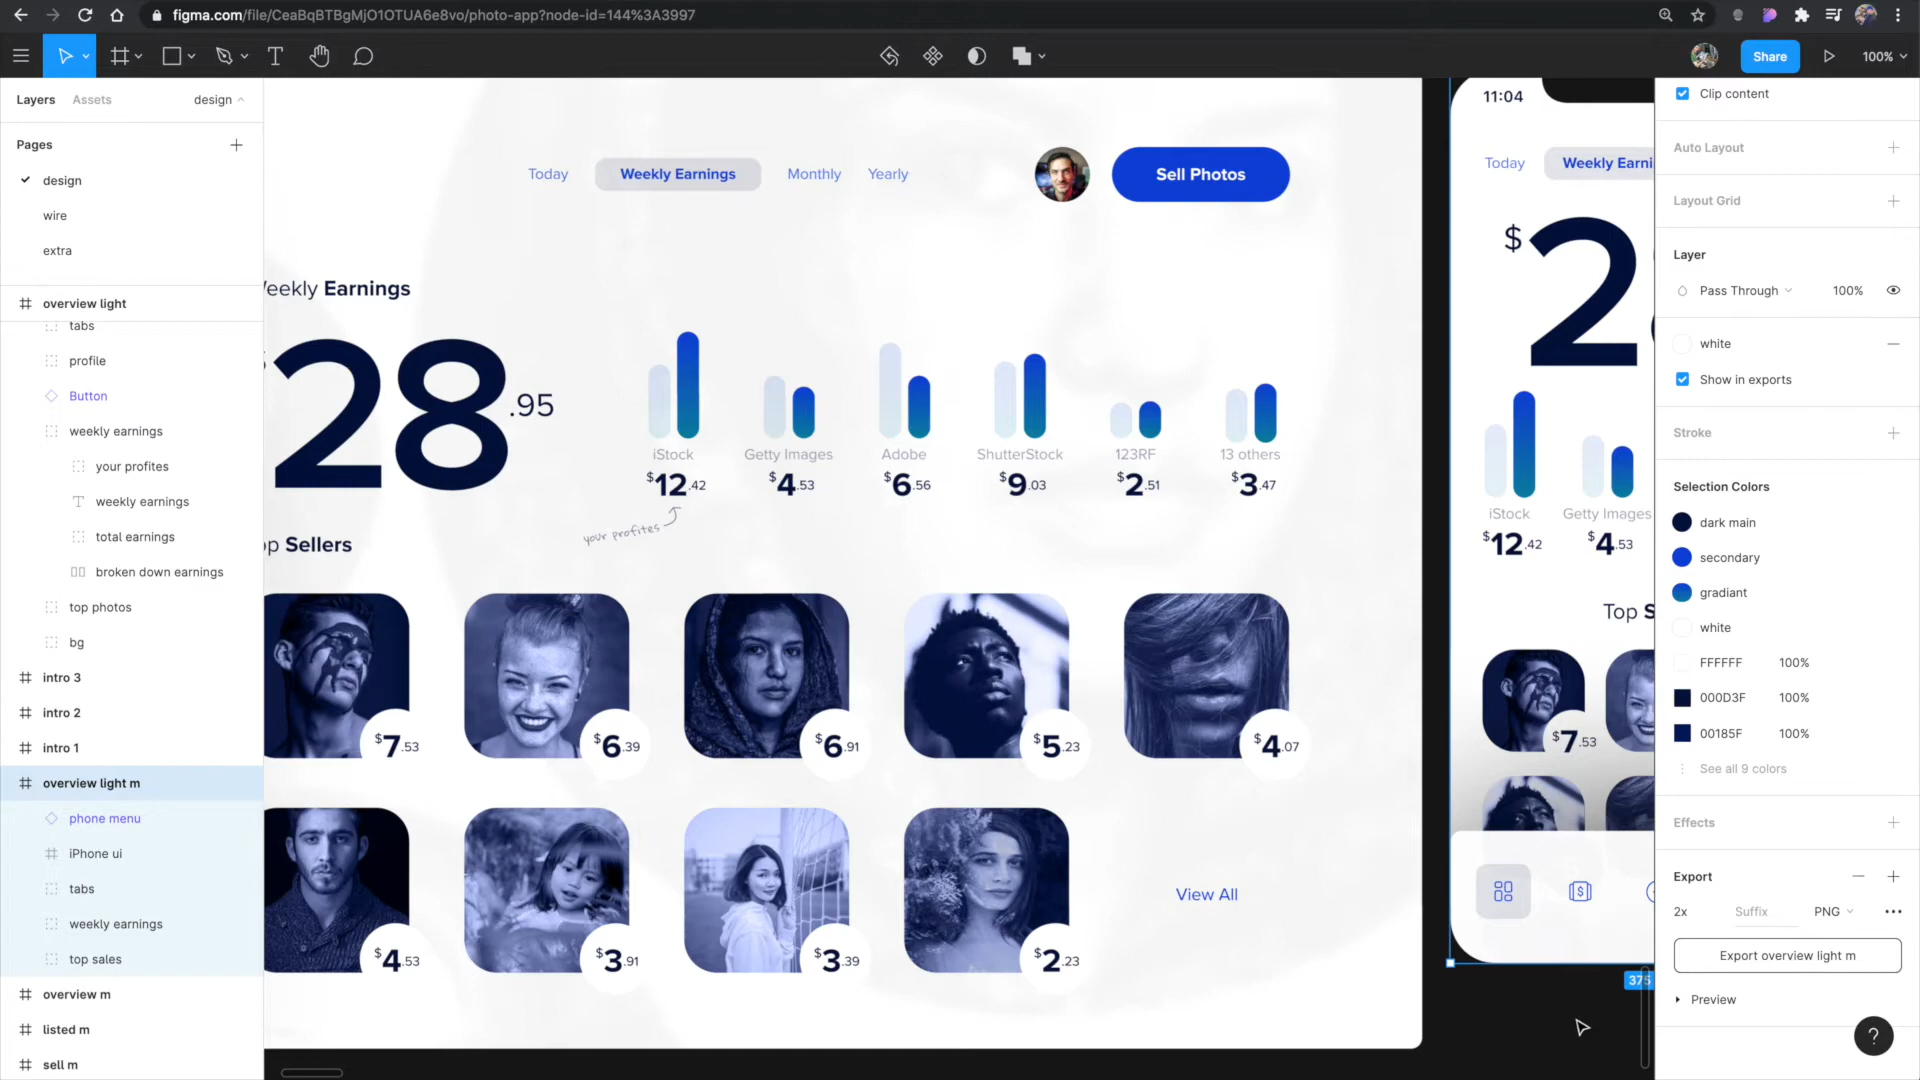 figma.com/file/CeaBqBTBgMjO1OTUA6e8vo/photo-app?node-id=144%3A3997
Share
100%
Layers Assets design
Pages
design
wire
extra
overview light
tabs
profile
Button
weekly earnings
your profites
weekly earnings
total earnings
broken down earnings
top photos
bg
intro 3
intro 2
intro 1
overview light m
phone menu
iPhone ui
tabs
weekly earnings
top sales
overview m
listed m
sell m
Today Weekly Earnings Monthly Yearly
Sell Photos
eekly Earnings
28 .95
iStock Getty Images Adobe ShutterStock 123RF 13 others
$12.42 $4.53 $6.56 $9.03 $2.51 $3.47
your profites
op Sellers
$7.53 $6.39 $6.91 $5.23 $4.07
$4.53 $3.91 $3.39 $2.23
View All
11:04
Today Weekly Earni
$2
iStock Getty Images
$12.42 $4.53
Top S
$7.53
375
Clip content
Auto Layout
Layout Grid
Layer
Pass Through 100%
white
Show in exports
Stroke
Selection Colors
dark main
secondary
gradiant
white
FFFFFF 100%
000D3F 100%
00185F 100%
See all 9 colors
Effects
Export
2x Suffix PNG
Export overview light m
Preview
?